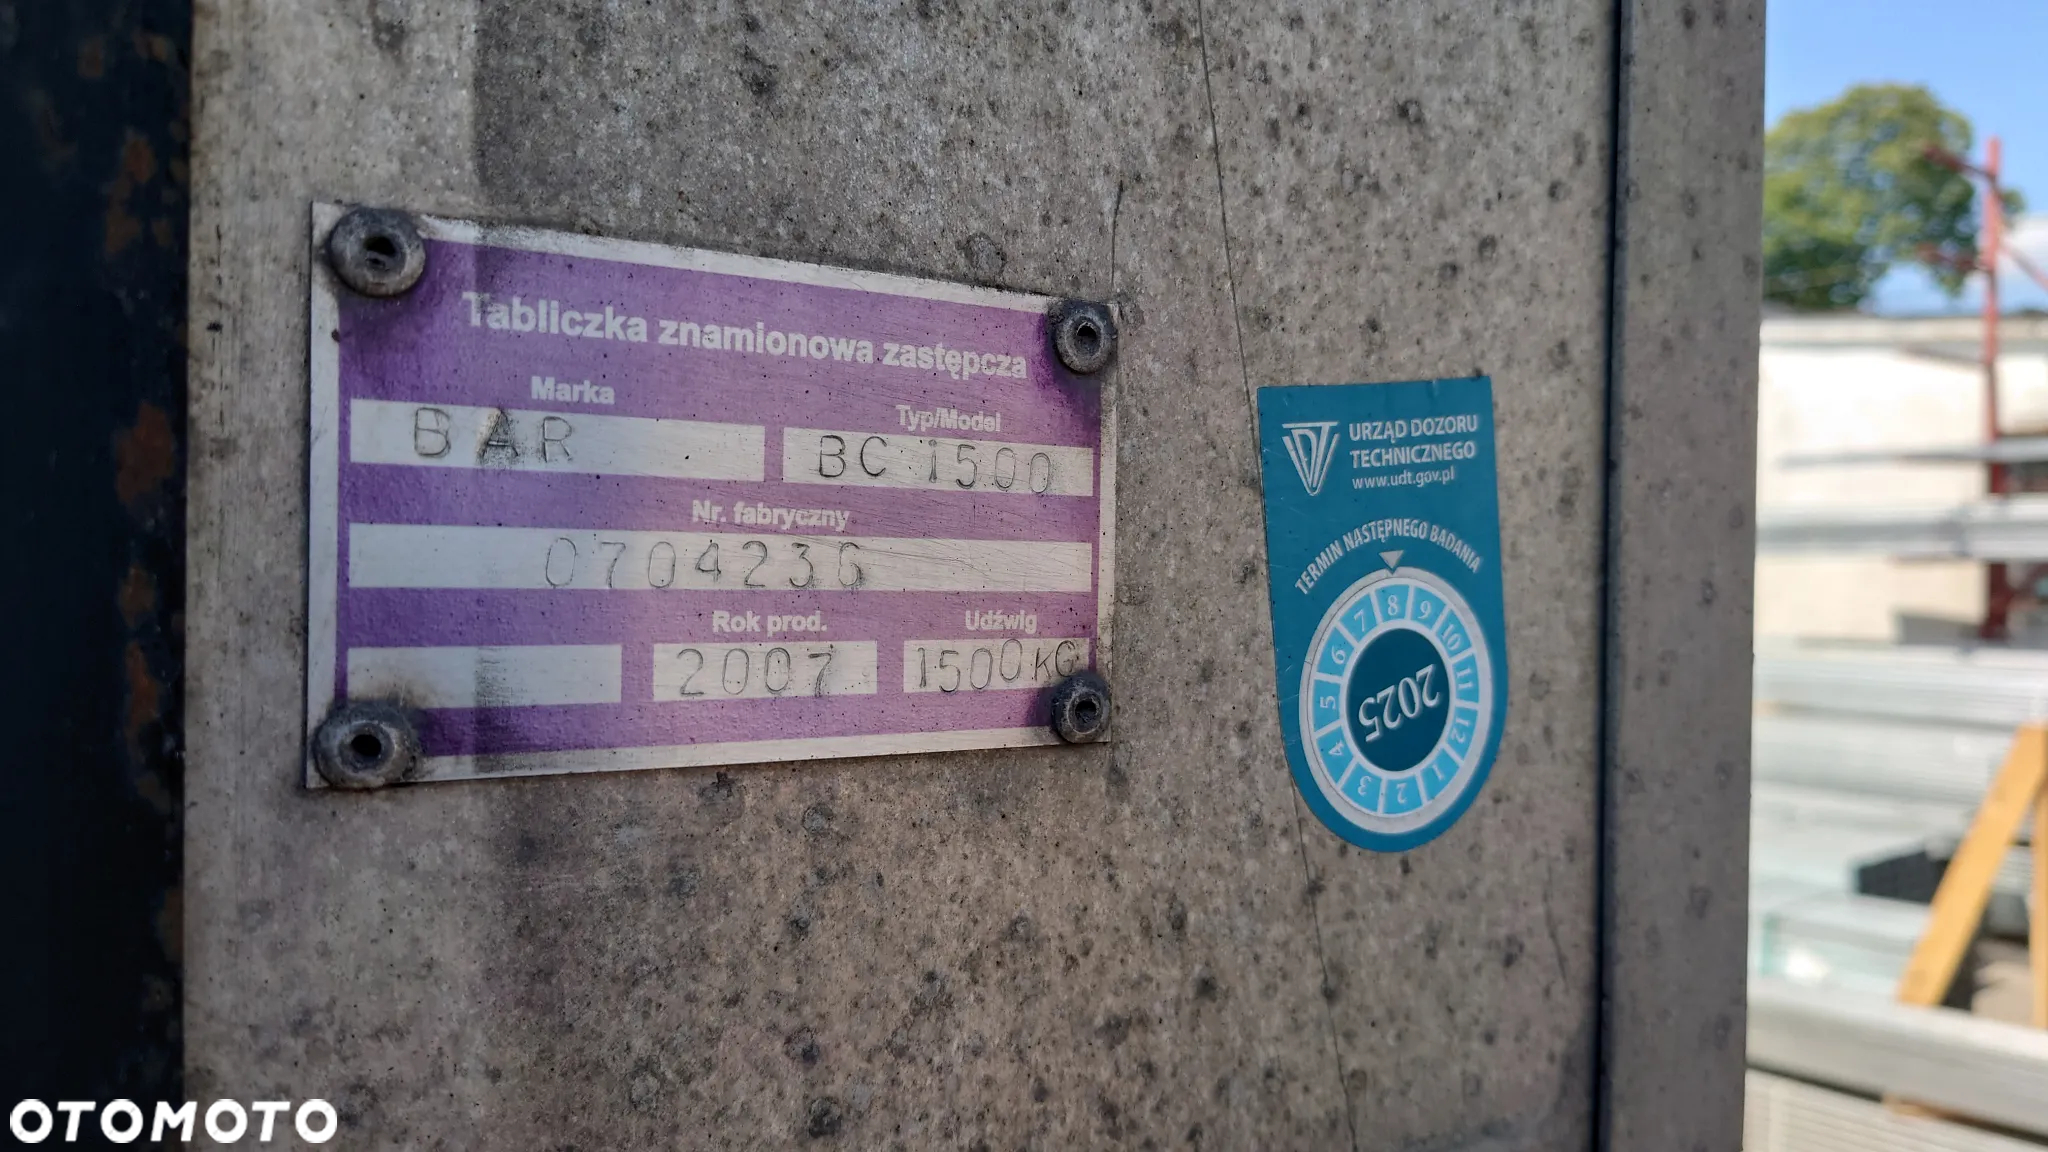 Tabliczka znamionowa zastępcza
Marka
Typ/Model
BAR
BC 1500
Nr. fabryczny
0704236
Rok prod.
Udźwig
2007
1500KG
UDT
URZĄD DOZORU
TECHNICZNEGO
www.udt.gov.pl
TERMIN NASTĘPNEGO BADANIA
1 2 3 4 5 6 7 8 9 10 11 12
2025
OTOMOTO